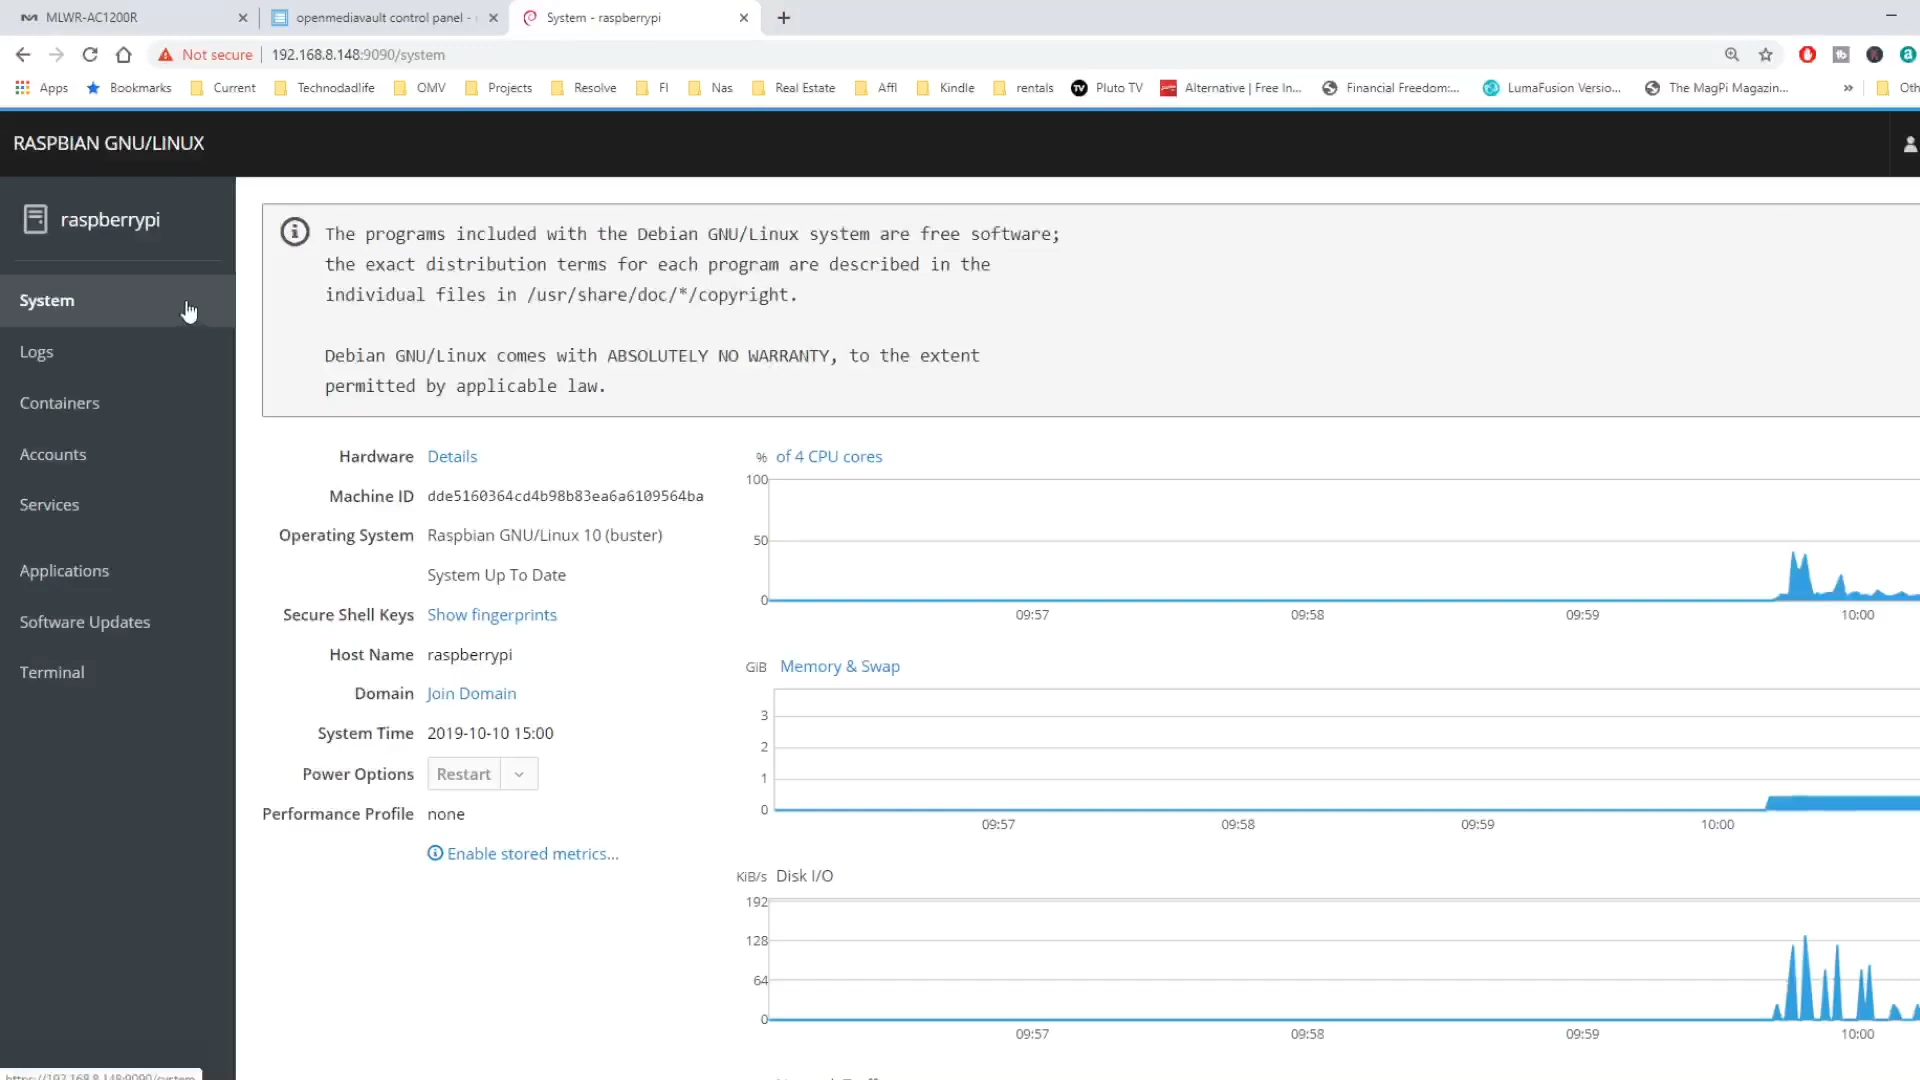 MLWR-AC1200R
openmediavault control panel -
System - raspberrypi
Not secure
192.168.8.148:9090/system
Apps
Bookmarks
Current
Technodadlife
OMV
Projects
Resolve
FI
Nas
Real Estate
Affl
Kindle
rentals
Pluto TV
Alternative | Free In...
Financial Freedom:...
LumaFusion Versio...
The MagPi Magazin...
»
Oth
RASPBIAN GNU/LINUX
raspberrypi
System
Logs
Containers
Accounts
Services
Applications
Software Updates
Terminal
The programs included with the Debian GNU/Linux system are free software;
the exact distribution terms for each program are described in the
individual files in /usr/share/doc/*/copyright.
Debian GNU/Linux comes with ABSOLUTELY NO WARRANTY, to the extent
permitted by applicable law.
Hardware Details
Machine ID dde5160364cd4b98b83ea6a6109564ba
Operating System Raspbian GNU/Linux 10 (buster)
System Up To Date
Secure Shell Keys Show fingerprints
Host Name raspberrypi
Domain Join Domain
System Time 2019-10-10 15:00
Power Options Restart
Performance Profile none
Enable stored metrics...
% of 4 CPU cores
100
50
0
09:57 09:58 09:59 10:00
GiB Memory & Swap
3
2
1
0
09:57 09:58 09:59 10:00
KiB/s Disk I/O
192
128
64
0
09:57 09:58 09:59 10:00
https://192.168.8.148:9090/system